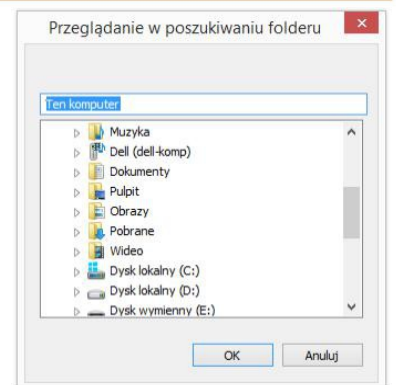 Przeglądanie w poszukiwaniu folderu
Ten komputer
Muzyka
Dell (dell-komp)
Dokumenty
Pulpit
Obrazy
Pobrane
Wideo
Dysk lokalny (C:)
Dysk lokalny (D:)
Dysk wymienny (E:)
OK Anuluj